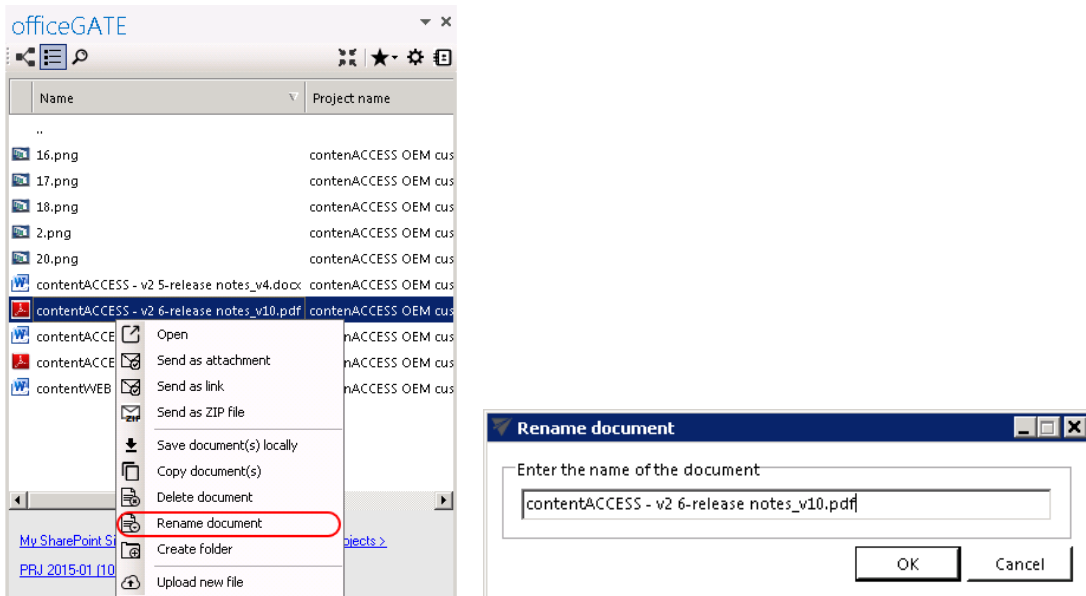 officeGATE
Name Project name
..
16.png contenACCESS OEM cus
17.png contenACCESS OEM cus
18.png contenACCESS OEM cus
2.png contenACCESS OEM cus
20.png contenACCESS OEM cus
contentACCESS - v2 5-release notes_v4.docx contenACCESS OEM cus
contentACCESS - v2 6-release notes_v10.pdf contenACCESS OEM cus
contentACCE nACCESS OEM cus
contentACCE nACCESS OEM cus
contentWEB nACCESS OEM cus
Open
Send as attachment
Send as link
ZIP Send as ZIP file
Save document(s) locally
Copy document(s)
Delete document
Rename document
Create folder
Upload new file
My SharePoint Si ojects >
PRJ 2015-01 (10
Rename document
Enter the name of the document
contentACCESS - v2 6-release notes_v10.pdf
OK Cancel